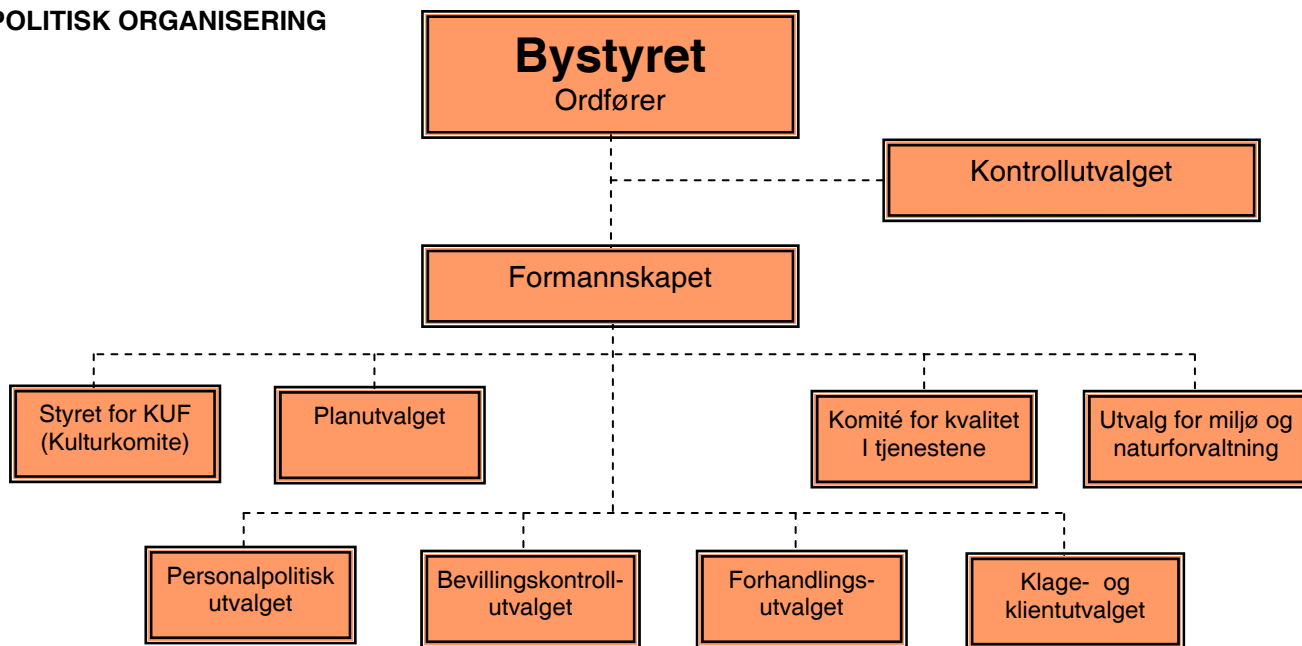 POLITISK ORGANISERING
Bystyret
Ordfører
Kontrollutvalget
Formannskapet
Styret for KUF
(Kulturkomite)
Planutvalget
Komité for kvalitet
I tjenestene
Utvalg for miljø og
naturforvaltning
Personalpolitisk
utvalget
Bevillingskontroll-
utvalget
Forhandlings-
utvalget
Klage- og
klientutvalget